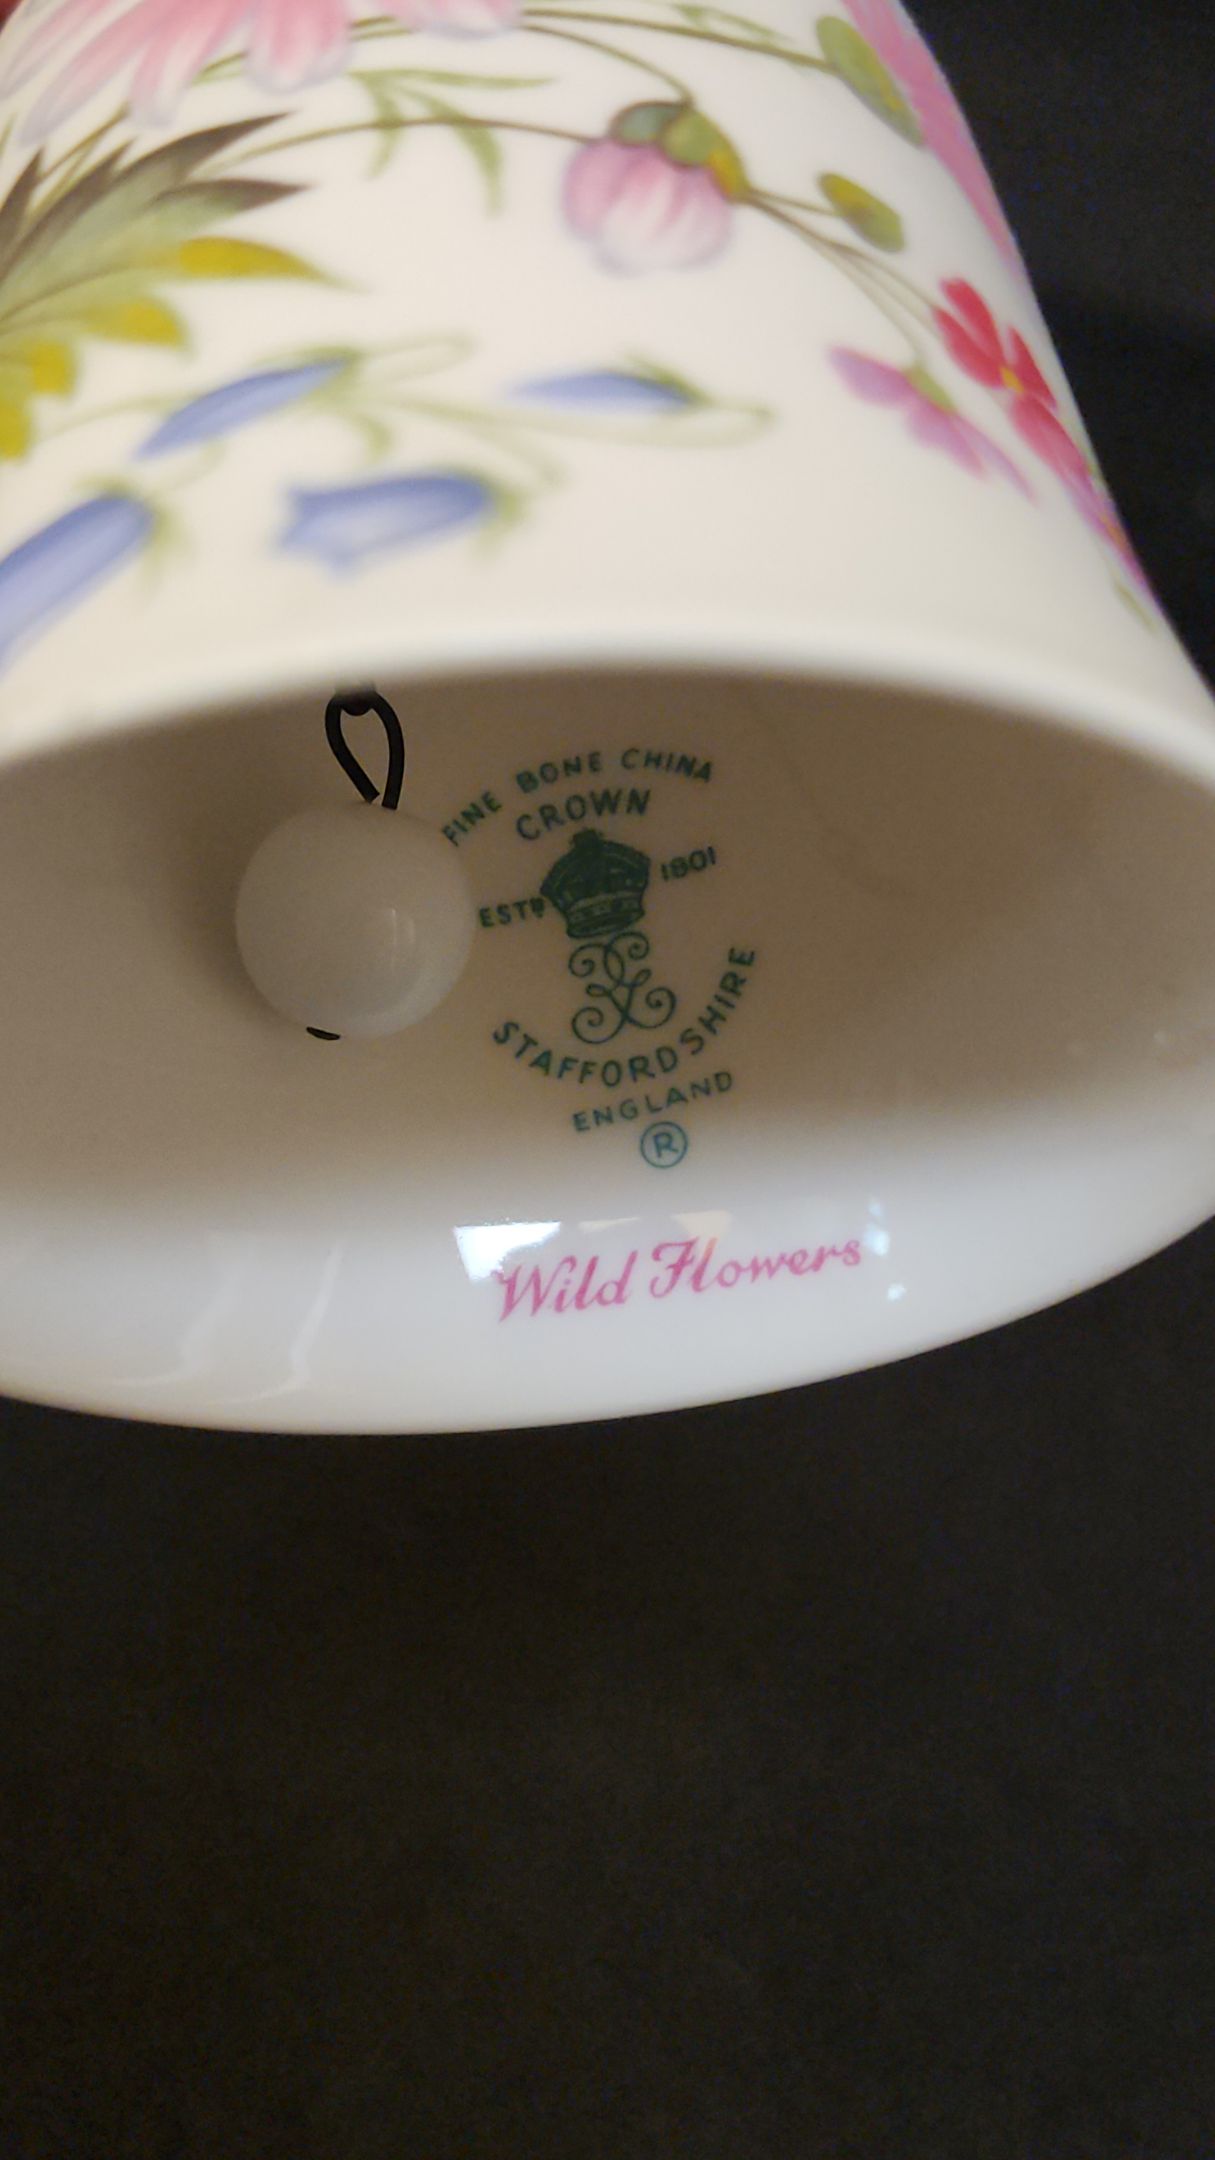 FINE BONE CHINA
CROWN
ESTD 1801
STAFFORDSHIRE
ENGLAND
®
Wild Flowers